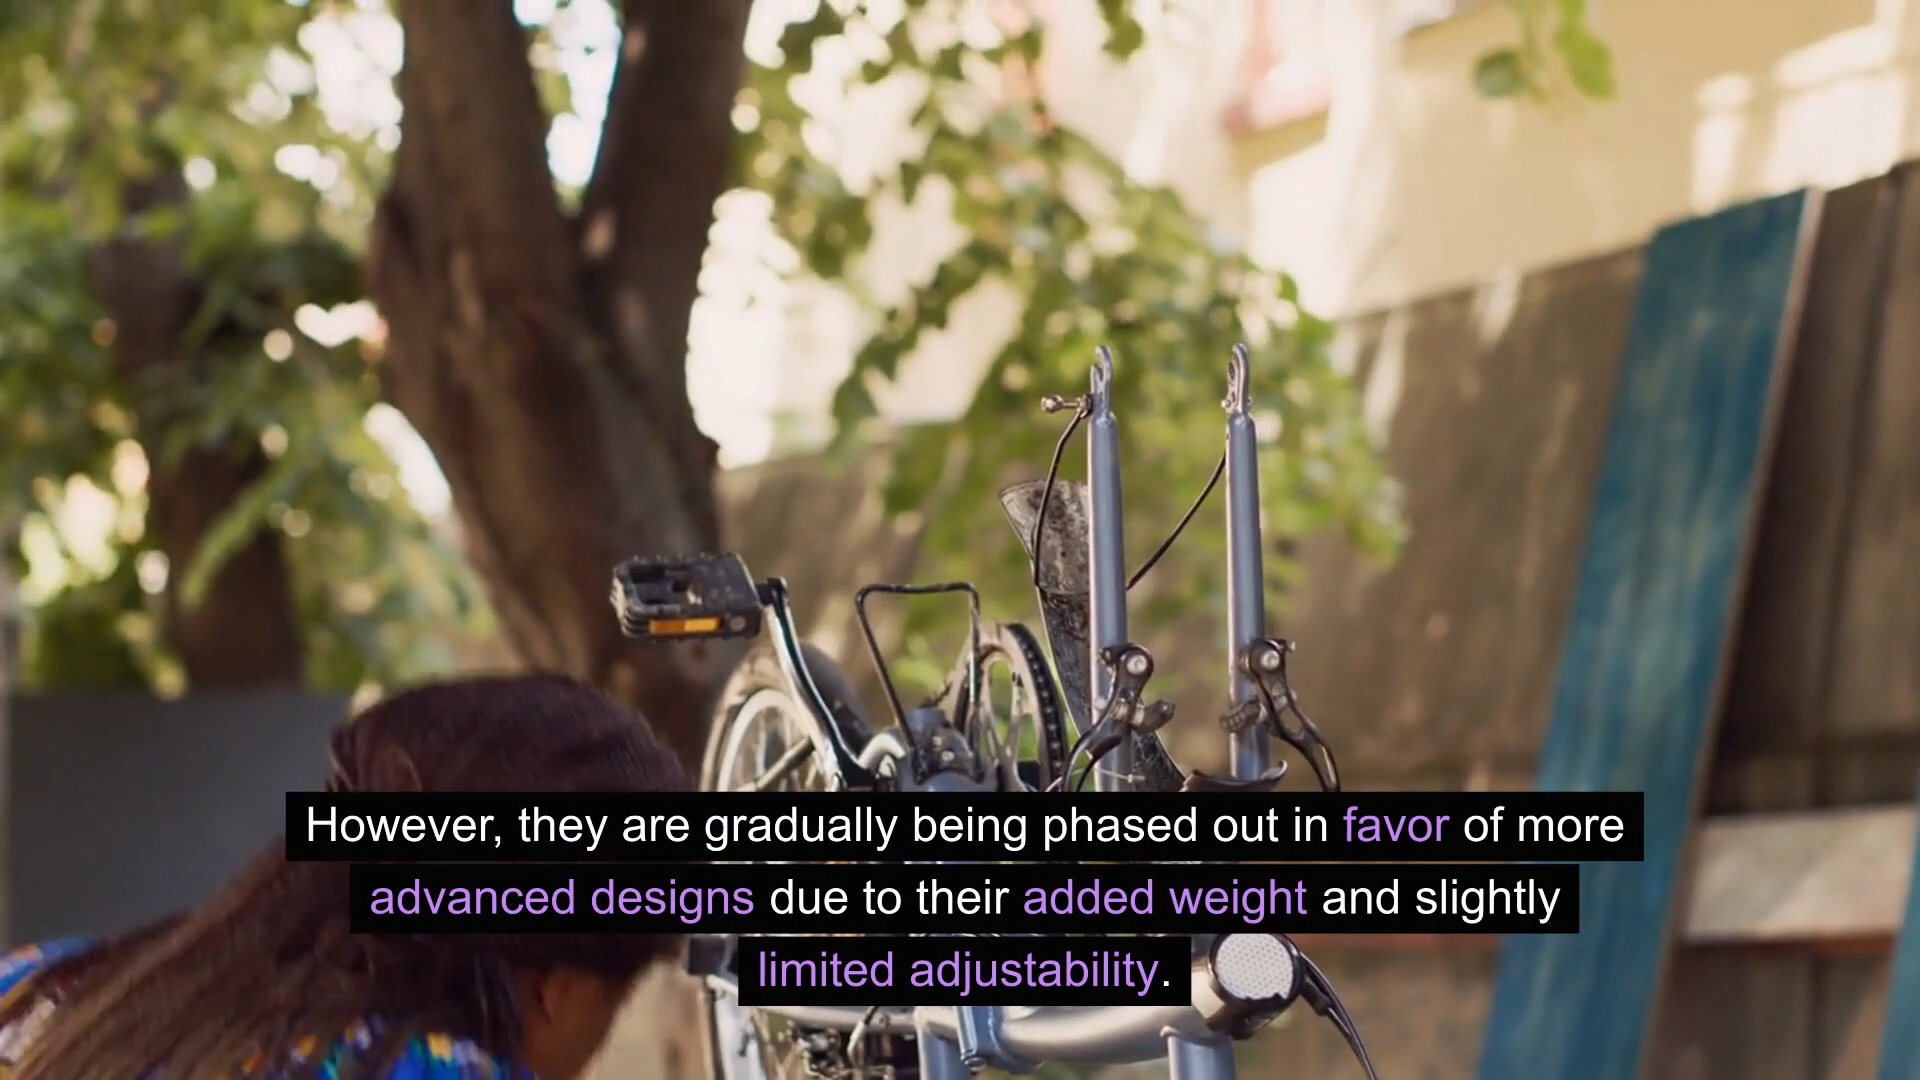 However, they are gradually being phased out in favor of more
advanced designs due to their added weight and slightly
limited adjustability.